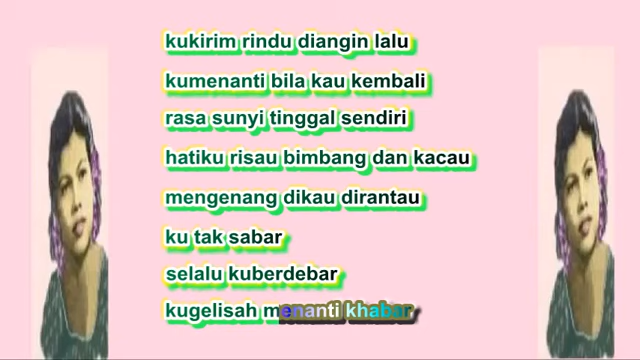 kukirim rindu diangin lalu
kumenanti bila kau kembali
rasa sunyi tinggal sendiri
hatiku risau bimbang dan kacau
mengenang dikau dirantau
ku tak sabar
selalu kuberdebar
kugelisah menanti khabar